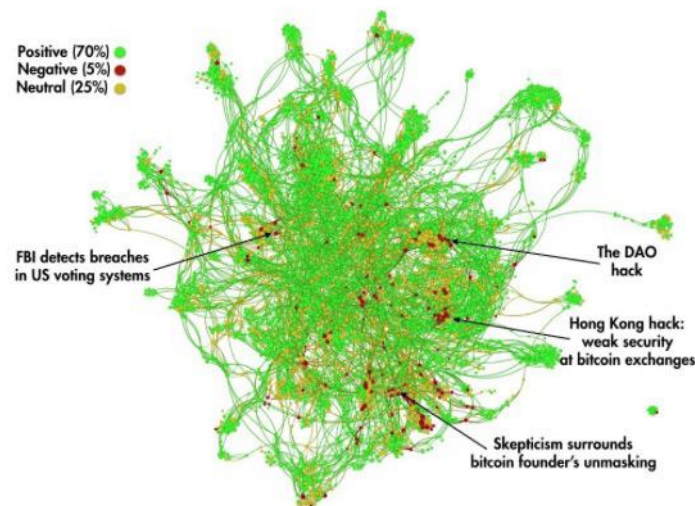 Positive (70%)
Negative (5%)
Neutral (25%)
FBI detects breaches
in US voting systems
The DAO
hack
Hong Kong hack:
weak security
at bitcoin exchanges
Skepticism surrounds
bitcoin founder's unmasking